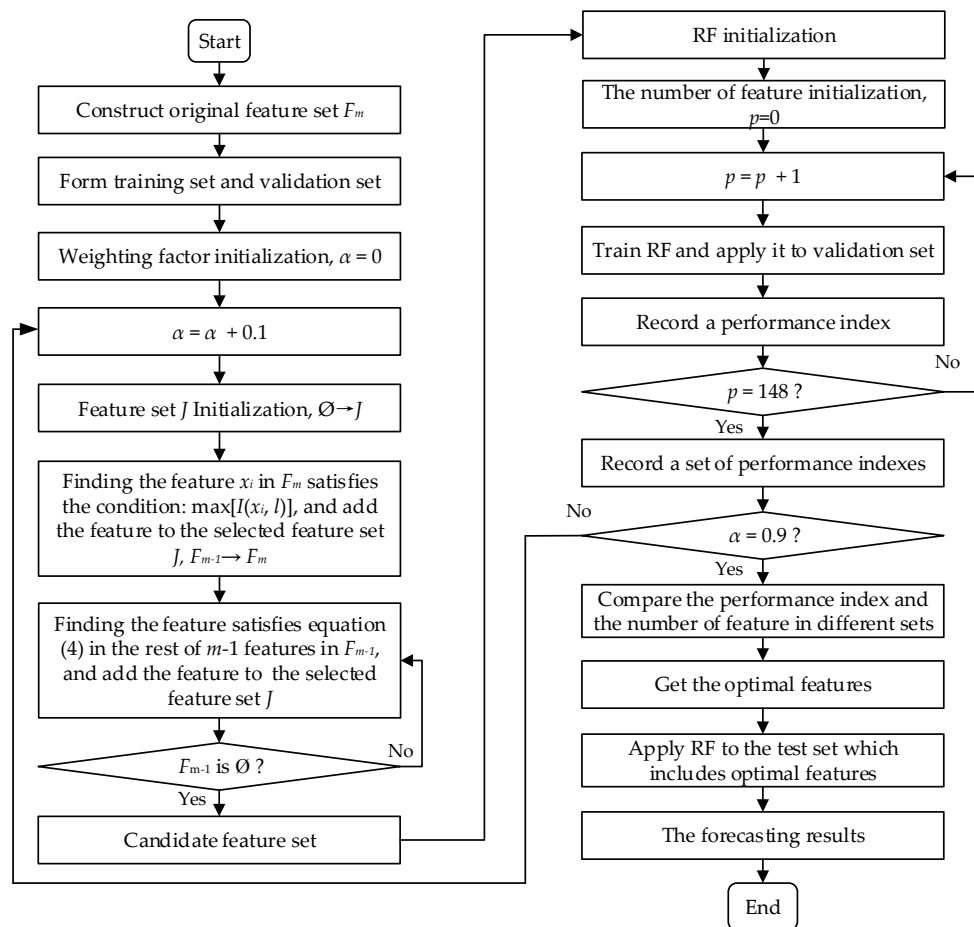 Start
Construct original feature set Fm
Form training set and validation set
Weighting factor initialization, α = 0
α = α + 0.1
Feature set J Initialization, Ø→J
Finding the feature xi in Fm satisfies
the condition: max[I(xi, l)], and add
the feature to the selected feature set
J, Fm-1→ Fm
Finding the feature satisfies equation
(4) in the rest of m-1 features in Fm-1,
and add the feature to the selected
feature set J
Fm-1 is Ø ?
No
Yes
Candidate feature set
RF initialization
The number of feature initialization,
p=0
p = p + 1
Train RF and apply it to validation set
Record a performance index
No
p = 148 ?
Yes
Record a set of performance indexes
No
α = 0.9 ?
Yes
Compare the performance index and
the number of feature in different sets
Get the optimal features
Apply RF to the test set which
includes optimal features
The forecasting results
End